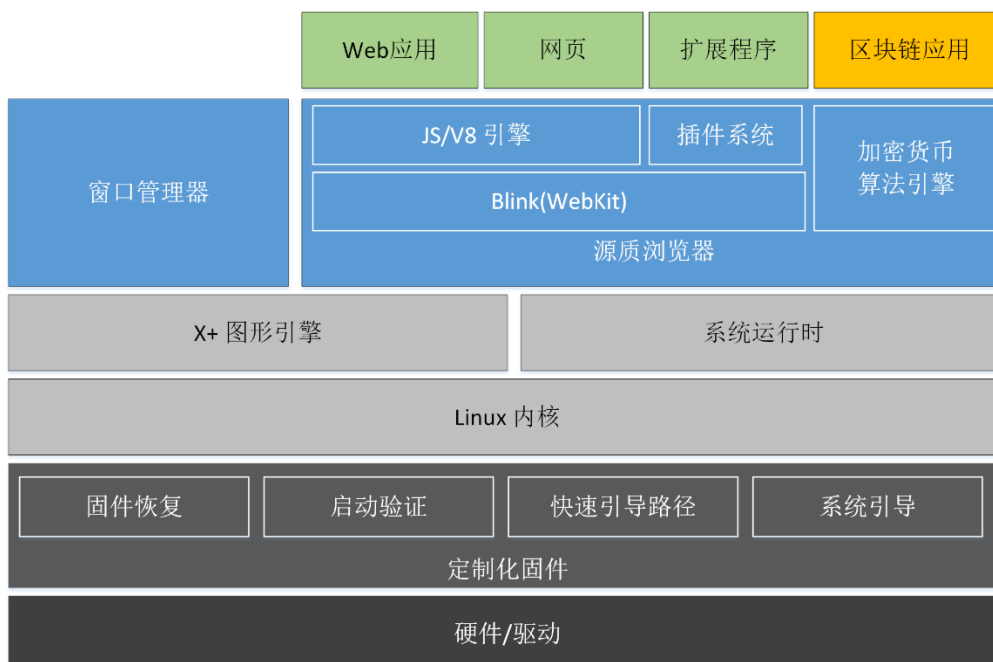 Web应用
网页
扩展程序
区块链应用
窗口管理器
JS/V8 引擎
插件系统
加密货币
算法引擎
Blink(WebKit)
源质浏览器
X+ 图形引擎
系统运行时
Linux 内核
固件恢复
启动验证
快速引导路径
系统引导
定制化固件
硬件/驱动